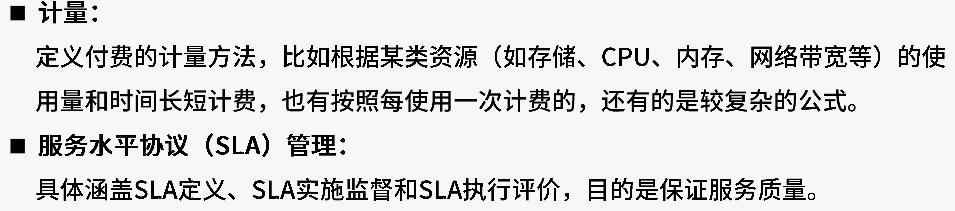 ■ 计量：
定义付费的计量方法，比如根据某类资源（如存储、CPU、内存、网络带宽等）的使
用量和时间长短计费，也有按照每使用一次计费的，还有的是较复杂的公式。
■ 服务水平协议（SLA）管理：
具体涵盖SLA定义、SLA实施监督和SLA执行评价，目的是保证服务质量。